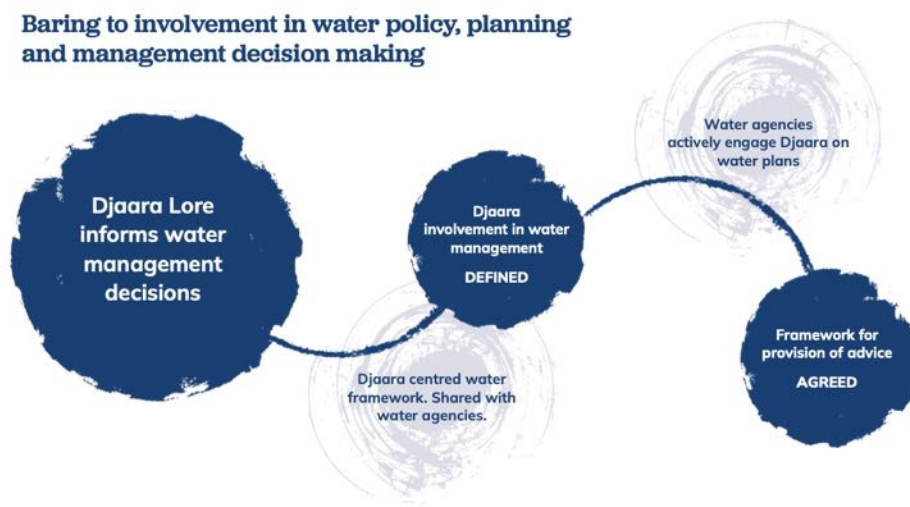 Baring to involvement in water policy, planning
and management decision making
Djaara Lore
informs water
management
decisions
Djaara centred water
framework. Shared with
water agencies.
Djaara
involvement in water
management
DEFINED
Water agencies
actively engage Djaara on
water plans
Framework for
provision of advice
AGREED